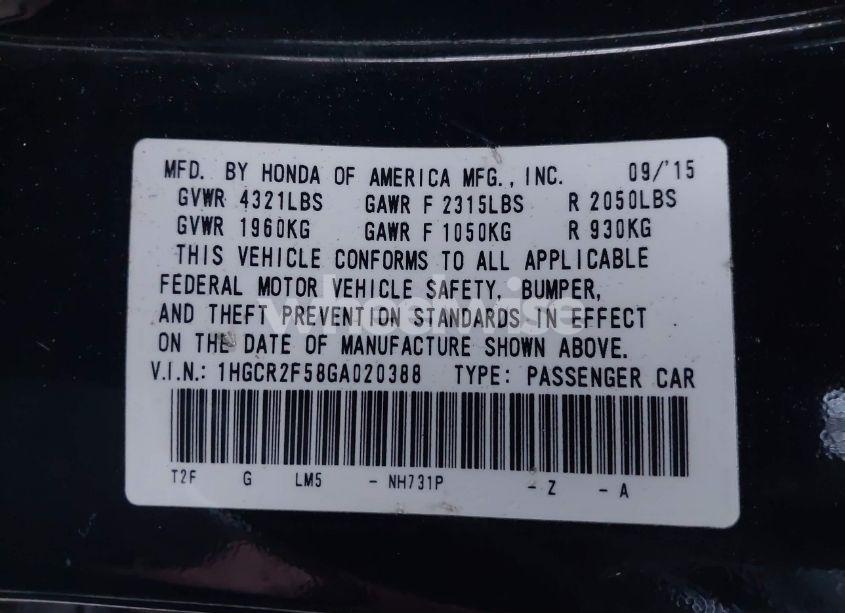 MFD. BY HONDA OF AMERICA MFG., INC. 09/'15
GVWR 4321LBS GAWR F 2315LBS R 2050LBS
GVWR 1960KG GAWR F 1050KG R 930KG
THIS VEHICLE CONFORMS TO ALL APPLICABLE
FEDERAL MOTOR VEHICLE SAFETY, BUMPER,
wheelwise
AND THEFT PREVENTION STANDARDS IN EFFECT
ON THE DATE OF MANUFACTURE SHOWN ABOVE.
V.I.N.: 1HGCR2F58GA020388 TYPE: PASSENGER CAR
T2F G LM5 - NH731P - Z - A